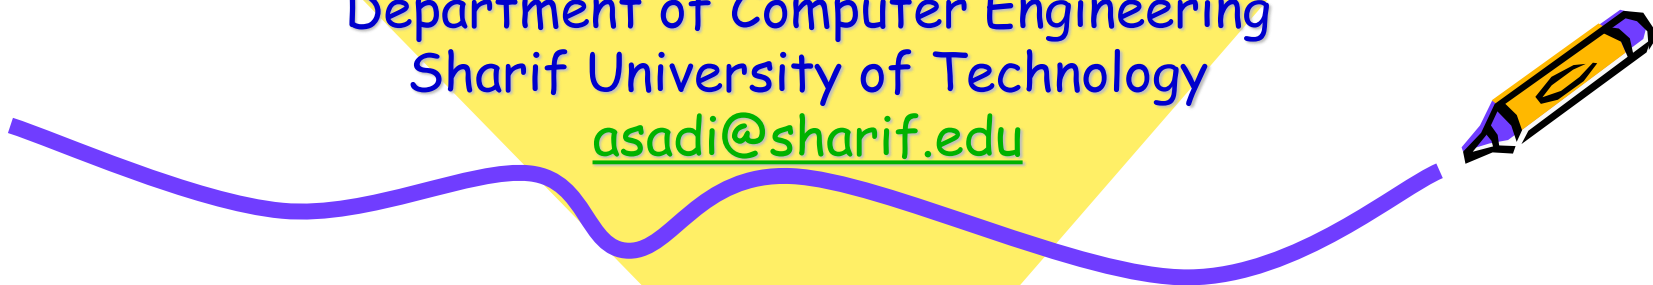 Department of Computer Engineering
Sharif University of Technology
asadi@sharif.edu